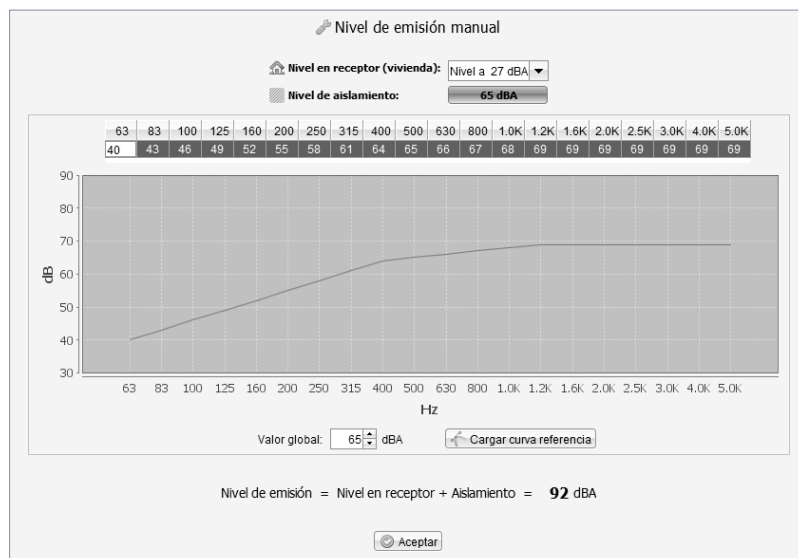 Nivel de emisión manual
Nivel en receptor (vivienda): Nivel a 27 dBA
Nivel de aislamiento: 65 dBA
63 83 100 125 160 200 250 315 400 500 630 800 1.0K 1.2K 1.6K 2.0K 2.5K 3.0K 4.0K 5.0K
40 43 46 49 52 55 58 61 64 65 66 67 68 69 69 69 69 69 69 69
90
80
70
60
50
40
30
dB
63 83 100 125 160 200 250 315 400 500 630 800 1.0K 1.2K 1.6K 2.0K 2.5K 3.0K 4.0K 5.0K
Hz
Valor global: 65 dBA Cargar curva referencia
Nivel de emisión = Nivel en receptor + Aislamiento = 92 dBA
Aceptar